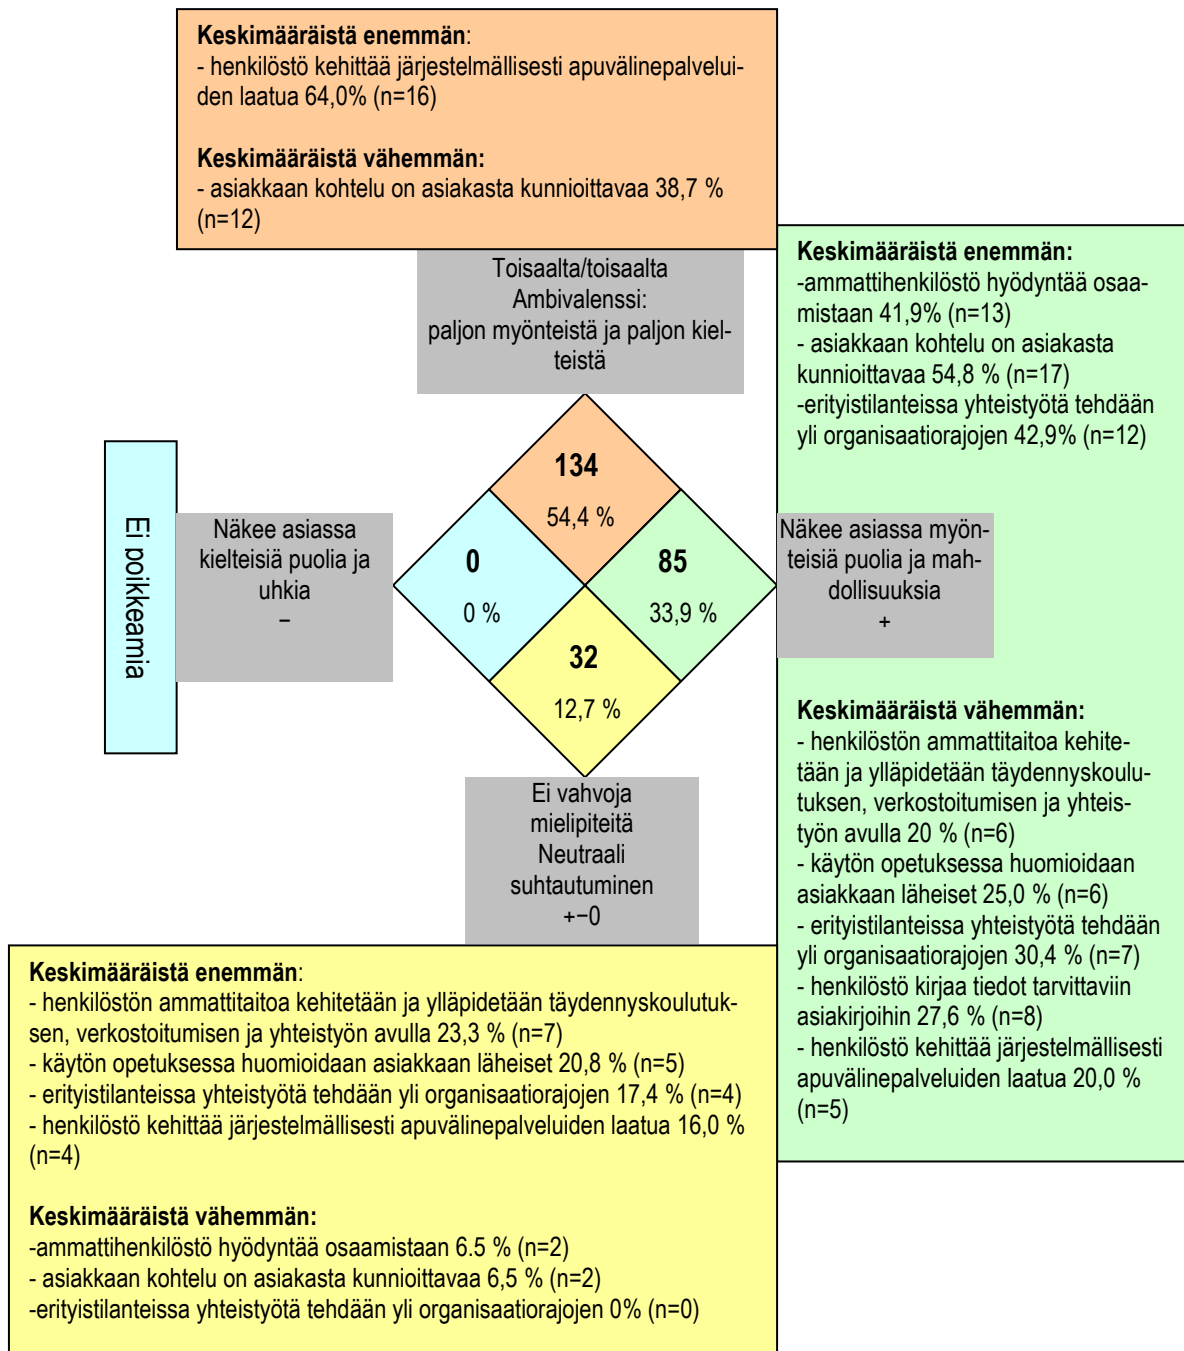 Keskimääräistä enemmän:
- henkilöstö kehittää järjestelmällisesti apuvälinepalvelui-
den laatua 64,0% (n=16)
Keskimääräistä vähemmän:
- asiakkaan kohtelu on asiakasta kunnioittavaa 38,7 %
(n=12)
Toisaalta/toisaalta
Ambivalenssi:
paljon myönteistä ja paljon kiel-
teistä
Keskimääräistä enemmän:
-ammattihenkilöstö hyödyntää osaa-
mistaan 41,9% (n=13)
- asiakkaan kohtelu on asiakasta
kunnioittavaa 54,8 % (n=17)
-erityistilanteissa yhteistyötä tehdään
yli organisaatiorajojen 42,9% (n=12)
134
54,4 %
Ei poikkeamia
Näkee asiassa
kielteisiä puolia ja
uhkia
−
0
0 %
85
33,9 %
Näkee asiassa myön-
teisiä puolia ja mah-
dollisuuksia
+
32
12,7 %
Ei vahvoja
mielipiteitä
Neutraali
suhtautuminen
+−0
Keskimääräistä vähemmän:
- henkilöstön ammattitaitoa kehite-
tään ja ylläpidetään täydennyskoulu-
tuksen, verkostoitumisen ja yhteis-
työn avulla 20 % (n=6)
- käytön opetuksessa huomioidaan
asiakkaan läheiset 25,0 % (n=6)
- erityistilanteissa yhteistyötä tehdään
yli organisaatiorajojen 30,4 % (n=7)
- henkilöstö kirjaa tiedot tarvittaviin
asiakirjoihin 27,6 % (n=8)
- henkilöstö kehittää järjestelmällisesti
apuvälinepalveluiden laatua 20,0 %
(n=5)
Keskimääräistä enemmän:
- henkilöstön ammattitaitoa kehitetään ja ylläpidetään täydennyskoulutuk-
sen, verkostoitumisen ja yhteistyön avulla 23,3 % (n=7)
- käytön opetuksessa huomioidaan asiakkaan läheiset 20,8 % (n=5)
- erityistilanteissa yhteistyötä tehdään yli organisaatiorajojen 17,4 % (n=4)
- henkilöstö kehittää järjestelmällisesti apuvälinepalveluiden laatua 16,0 %
(n=4)
Keskimääräistä vähemmän:
-ammattihenkilöstö hyödyntää osaamistaan 6.5 % (n=2)
- asiakkaan kohtelu on asiakasta kunnioittavaa 6,5 % (n=2)
-erityistilanteissa yhteistyötä tehdään yli organisaatiorajojen 0% (n=0)